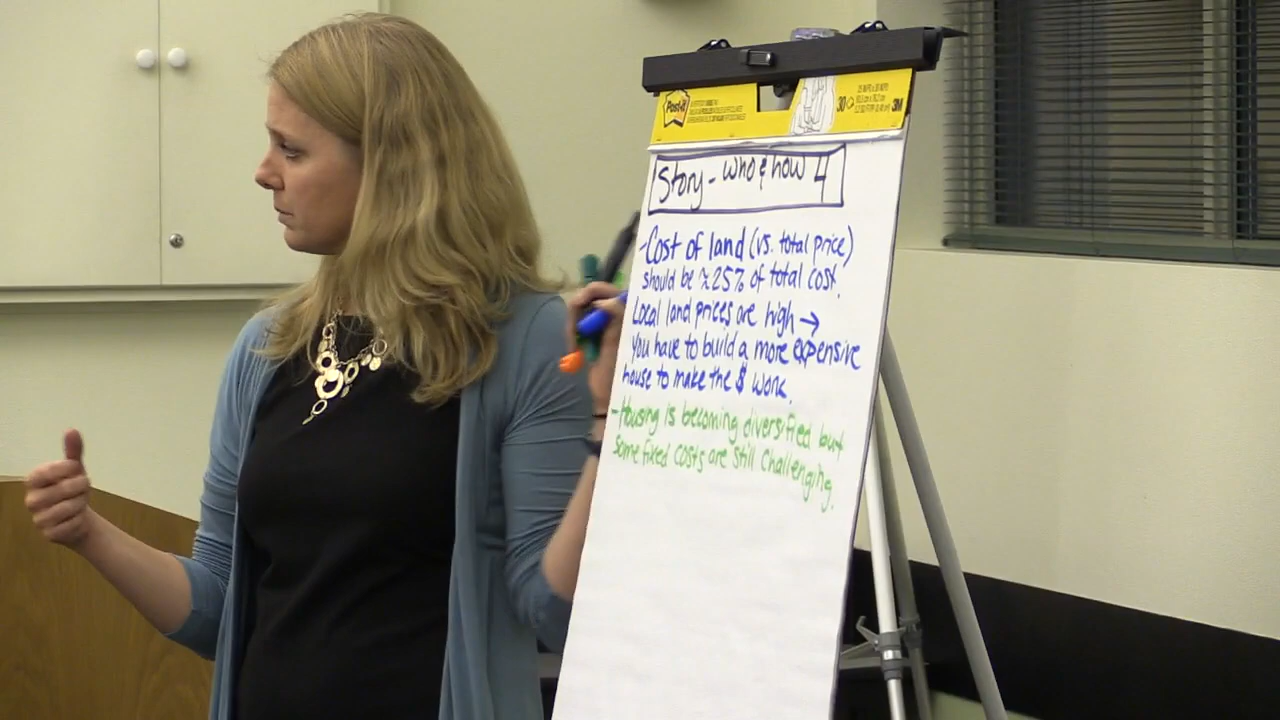 Post-it
30
3M
Story - who & how 4
- Cost of land (vs. total price)
should be ≈ 25% of total cost.
Local land prices are high →
you have to build a more expensive
house to make the $ work.
- Housing is becoming diversified but
some fixed costs are still challenging.